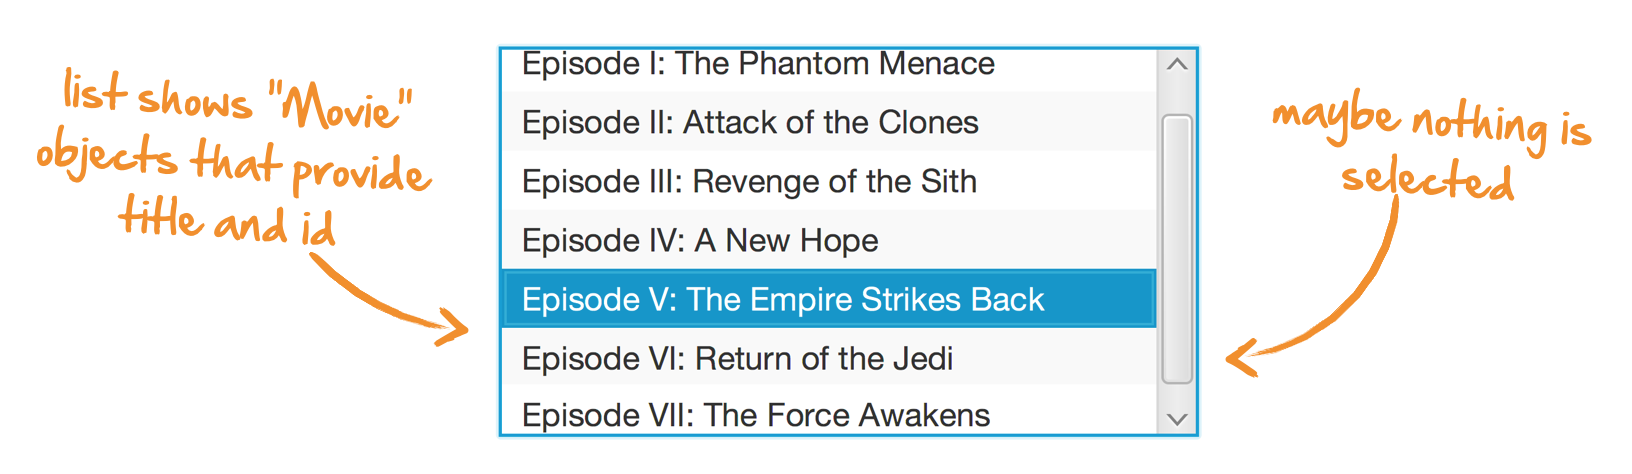 list shows "Movie"
objects that provide
title and id
Episode I: The Phantom Menace
Episode II: Attack of the Clones
Episode III: Revenge of the Sith
Episode IV: A New Hope
Episode V: The Empire Strikes Back
Episode VI: Return of the Jedi
Episode VII: The Force Awakens
maybe nothing is
selected